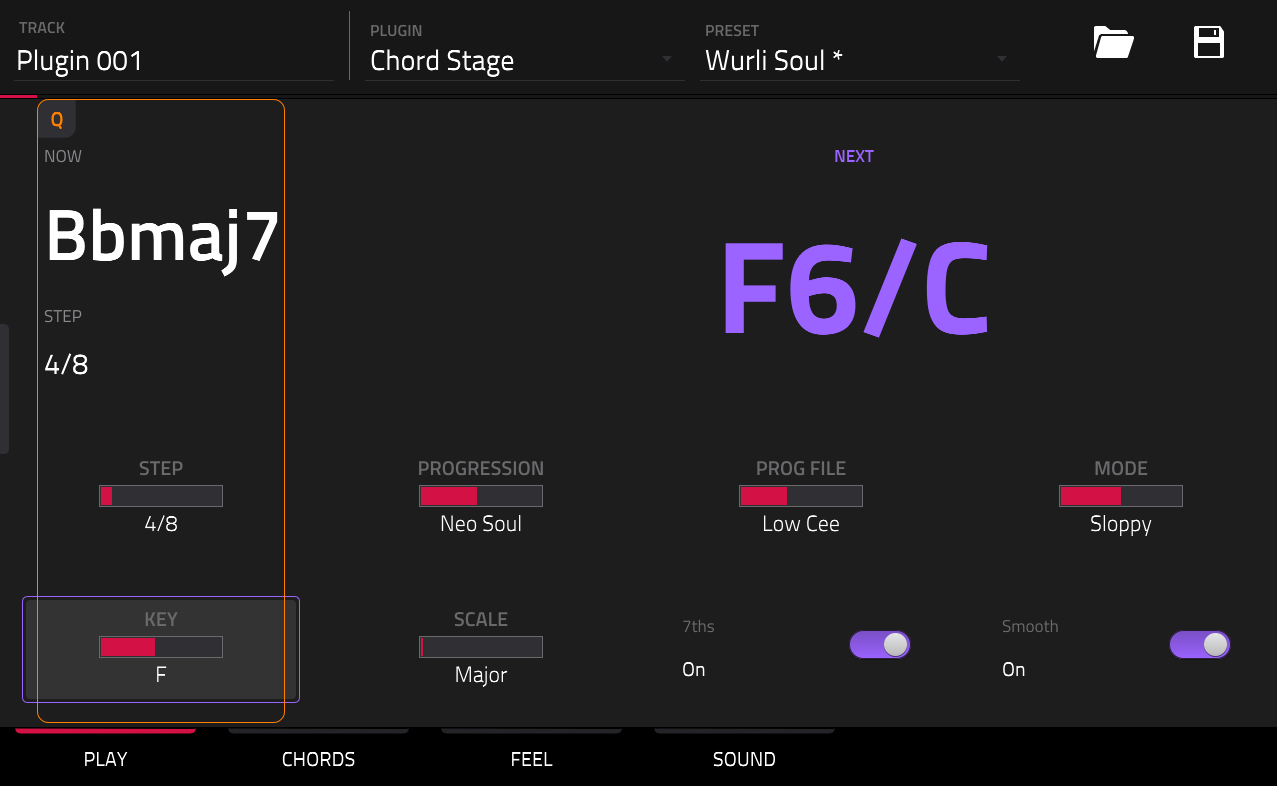 TRACK
Plugin 001
PLUGIN
Chord Stage
PRESET
Wurli Soul *
Q
NOW
NEXT
Bbmaj7
F6/C
STEP
4/8
STEP
4/8
PROGRESSION
Neo Soul
PROG FILE
Low Cee
MODE
Sloppy
KEY
F
SCALE
Major
7ths
On
Smooth
On
PLAY
CHORDS
FEEL
SOUND